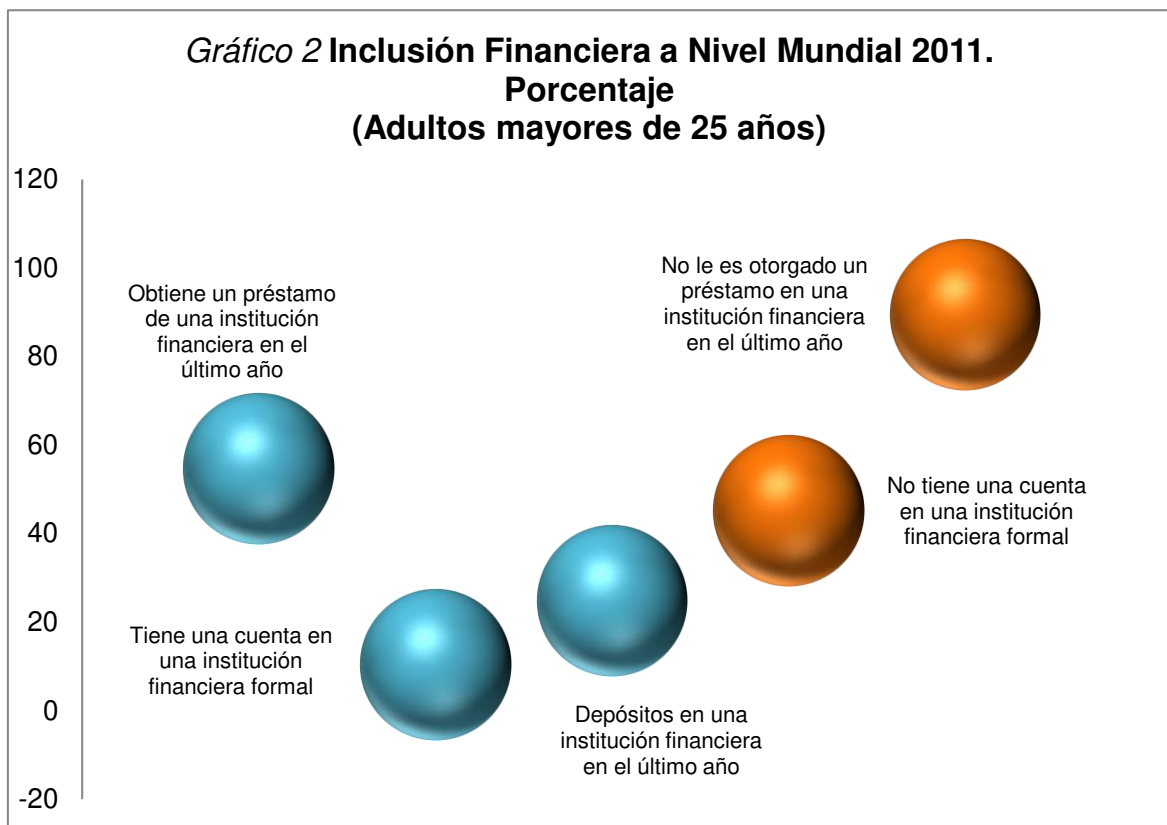 Gráfico 2 Inclusión Financiera a Nivel Mundial 2011.
Porcentaje
(Adultos mayores de 25 años)
120
100
80
60
40
20
0
-20
Obtiene un préstamo
de una institución
financiera en el
último año
Tiene una cuenta en
una institución
financiera formal
Depósitos en una
institución financiera
en el último año
No le es otorgado un
préstamo en una
institución financiera
en el último año
No tiene una cuenta
en una institución
financiera formal